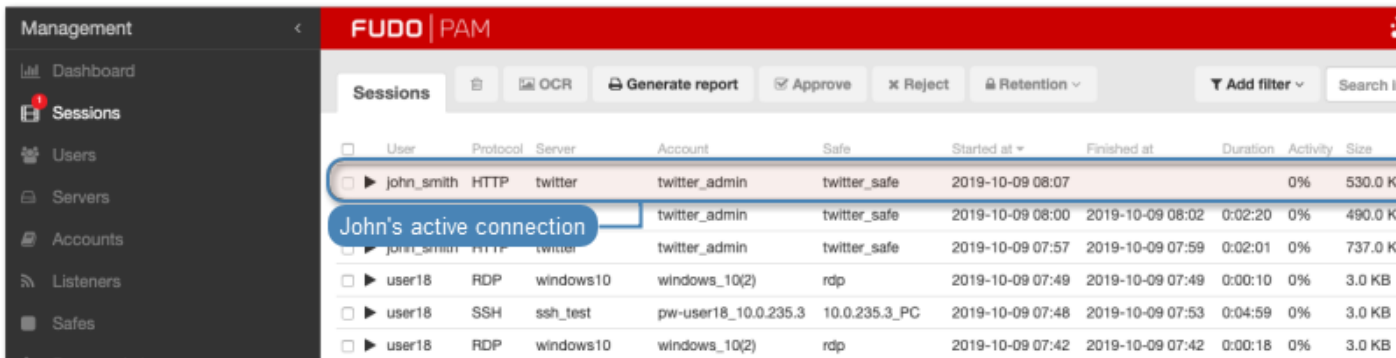 Management <
FUDO | PAM
Dashboard
1
Sessions
Users
Servers
Accounts
Listeners
Safes
Sessions OCR Generate report Approve Reject Retention Add filter Search
User Protocol Server Account Safe Started at Finished at Duration Activity Size
john_smith HTTP twitter twitter_admin twitter_safe 2019-10-09 08:07 0% 530.0 K
John's active connection
twitter_admin twitter_safe 2019-10-09 08:00 2019-10-09 08:02 0:02:20 0% 490.0 K
john_smith HTTP twitter twitter_admin twitter_safe 2019-10-09 07:57 2019-10-09 07:59 0:02:01 0% 737.0 K
user18 RDP windows10 windows_10(2) rdp 2019-10-09 07:49 2019-10-09 07:49 0:00:10 0% 3.0 KB
user18 SSH ssh_test pw-user18_10.0.235.3 10.0.235.3_PC 2019-10-09 07:48 2019-10-09 07:53 0:04:59 0% 3.0 KB
user18 RDP windows10 windows_10(2) rdp 2019-10-09 07:42 2019-10-09 07:42 0:00:18 0% 3.0 KB